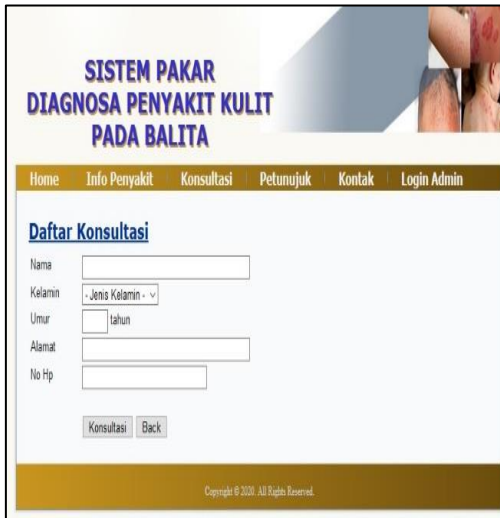 SISTEM PAKAR
DIAGNOSA PENYAKIT KULIT
PADA BALITA
Home Info Penyakit Konsultasi Petunujuk Kontak Login Admin
Daftar Konsultasi
Nama
Kelamin - Jenis Kelamin -
Umur tahun
Alamat
No Hp
Konsultasi Back
Copyright © 2020. All Rights Reserved.